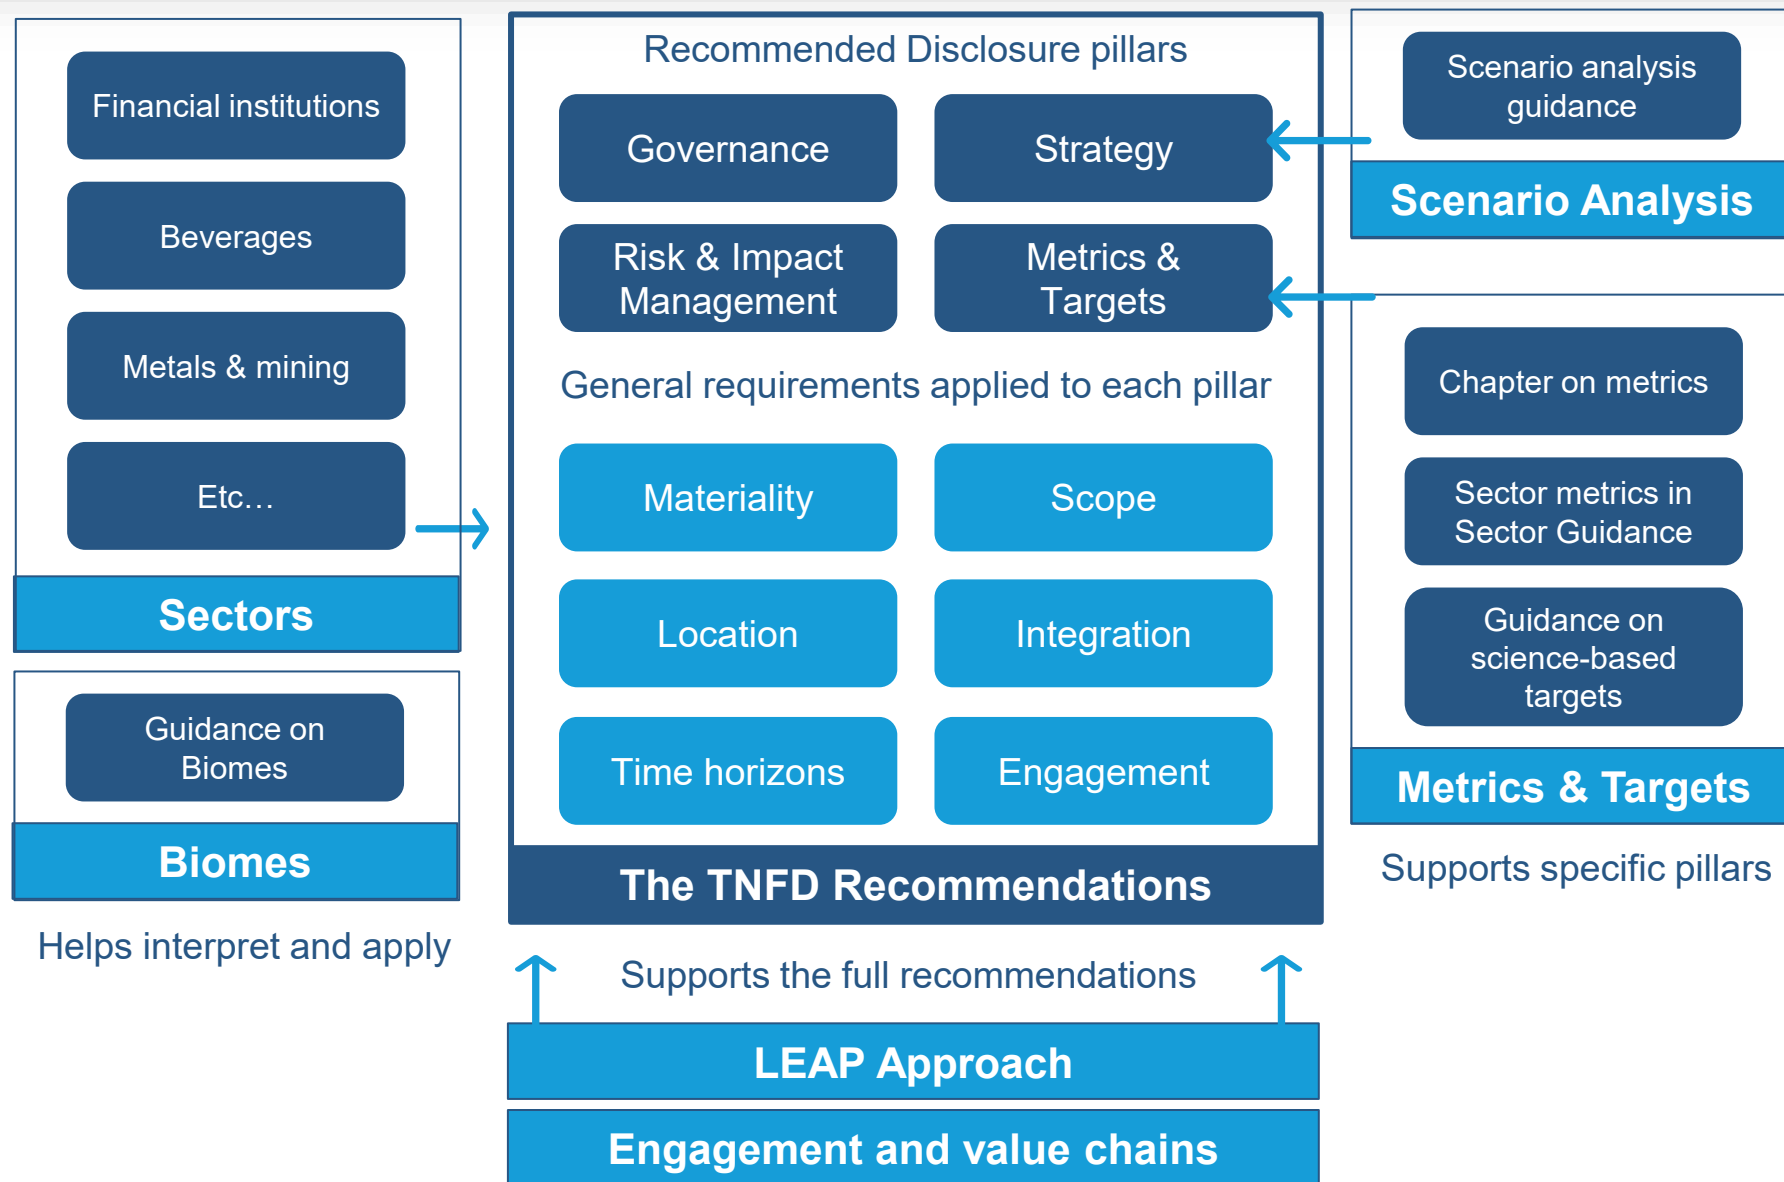 Financial institutions
Beverages
Metals & mining
Etc...
Sectors
Guidance on
Biomes
Biomes
Helps interpret and apply
Recommended Disclosure pillars
Governance
Strategy
Risk & Impact
Management
Metrics &
Targets
General requirements applied to each pillar
Materiality
Scope
Location
Integration
Time horizons
Engagement
The TNFD Recommendations
Supports the full recommendations
LEAP Approach
Engagement and value chains
Scenario analysis
guidance
Scenario Analysis
Chapter on metrics
Sector metrics in
Sector Guidance
Guidance on
science-based
targets
Metrics & Targets
Supports specific pillars